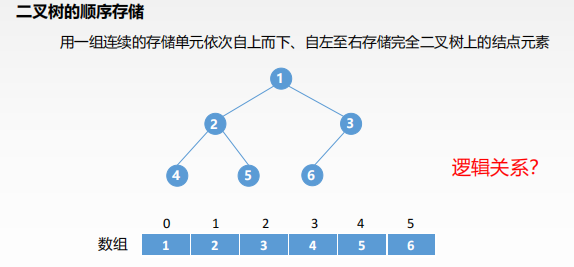 二叉树的顺序存储
用一组连续的存储单元依次自上而下、自左至右存储完全二叉树上的结点元素
1
2 3
4 5 6
逻辑关系?
0 1 2 3 4 5
数组 1 2 3 4 5 6